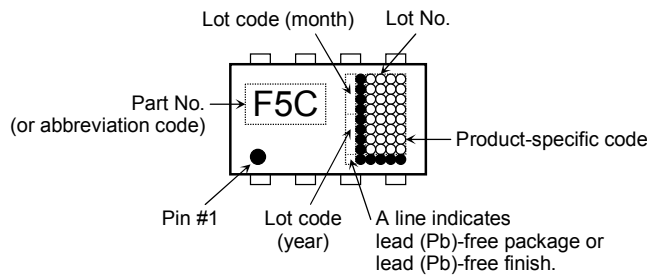 Lot code (month)
Lot No.
Part No.
(or abbreviation code)
F5C
Product-specific code
Pin #1
Lot code
(year)
A line indicates
lead (Pb)-free package or
lead (Pb)-free finish.